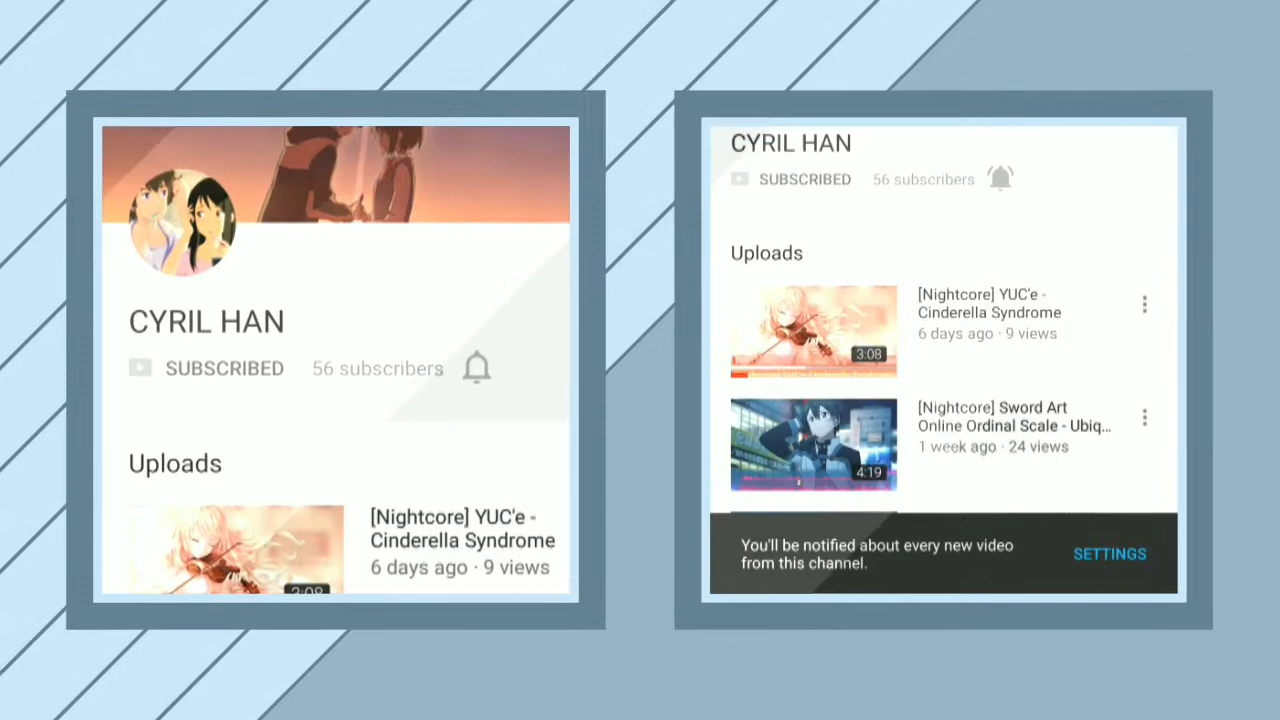 CYRIL HAN
SUBSCRIBED 56 subscribers
Uploads
[Nightcore] YUC'e -
Cinderella Syndrome
6 days ago · 9 views
3:08
CYRIL HAN
SUBSCRIBED 56 subscribers
Uploads
[Nightcore] YUC'e -
Cinderella Syndrome
6 days ago · 9 views
3:08
[Nightcore] Sword Art
Online Ordinal Scale - Ubiq...
1 week ago · 24 views
4:19
You'll be notified about every new video
from this channel.
SETTINGS